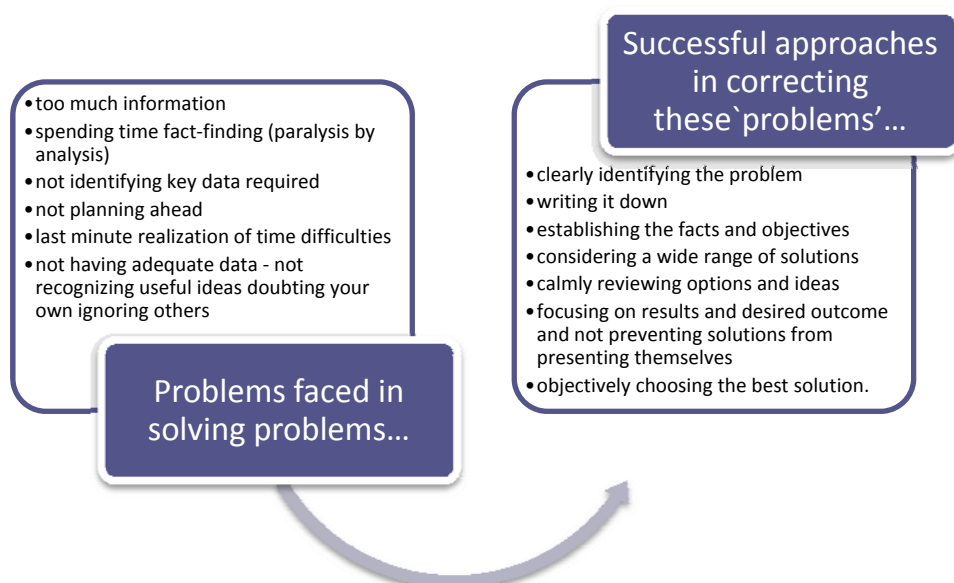 •too much information
•spending time fact-finding (paralysis by
analysis)
•not identifying key data required
•not planning ahead
•last minute realization of time difficulties
•not having adequate data - not
recognizing useful ideas doubting your
own ignoring others
Problems faced in
solving problems…
Successful approaches
in correcting
these`problems’…
•clearly identifying the problem
•writing it down
•establishing the facts and objectives
•considering a wide range of solutions
•calmly reviewing options and ideas
•focusing on results and desired outcome
and not preventing solutions from
presenting themselves
•objectively choosing the best solution.